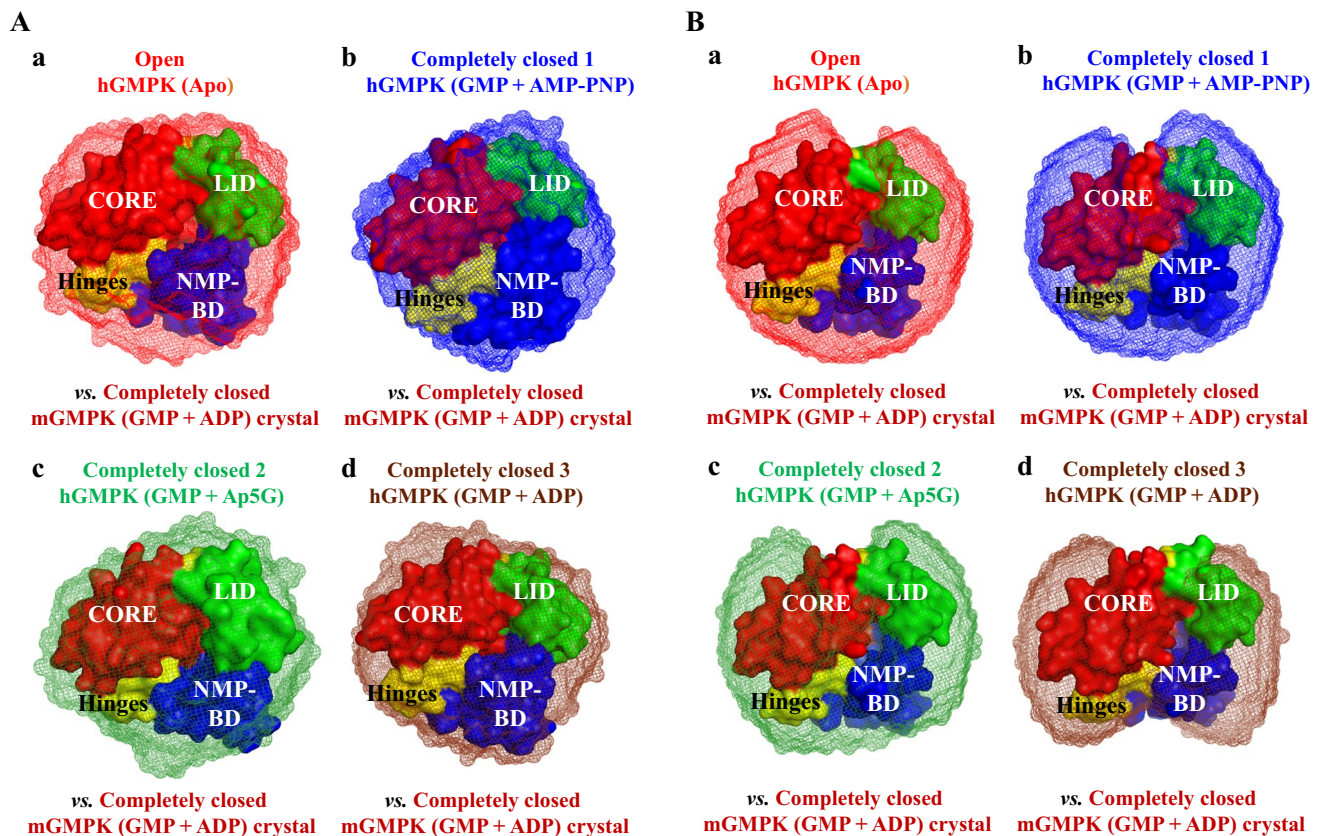 A
a
Open
hGMPK (Apo)
CORE
LID
Hinges
NMP-
BD
vs. Completely closed
mGMPK (GMP + ADP) crystal
b
Completely closed 1
hGMPK (GMP + AMP-PNP)
CORE
LID
Hinges
NMP-
BD
vs. Completely closed
mGMPK (GMP + ADP) crystal
c
Completely closed 2
hGMPK (GMP + Ap5G)
CORE
LID
Hinges
NMP-
BD
vs. Completely closed
mGMPK (GMP + ADP) crystal
d
Completely closed 3
hGMPK (GMP + ADP)
CORE
LID
Hinges
NMP-
BD
vs. Completely closed
mGMPK (GMP + ADP) crystal
B
a
Open
hGMPK (Apo)
CORE
LID
Hinges
NMP-
BD
vs. Completely closed
mGMPK (GMP + ADP) crystal
b
Completely closed 1
hGMPK (GMP + AMP-PNP)
CORE
LID
Hinges
NMP-
BD
vs. Completely closed
mGMPK (GMP + ADP) crystal
c
Completely closed 2
hGMPK (GMP + Ap5G)
CORE
LID
Hinges
NMP-
BD
vs. Completely closed
mGMPK (GMP + ADP) crystal
d
Completely closed 3
hGMPK (GMP + ADP)
CORE
LID
Hinges
NMP-
BD
vs. Completely closed
mGMPK (GMP + ADP) crystal